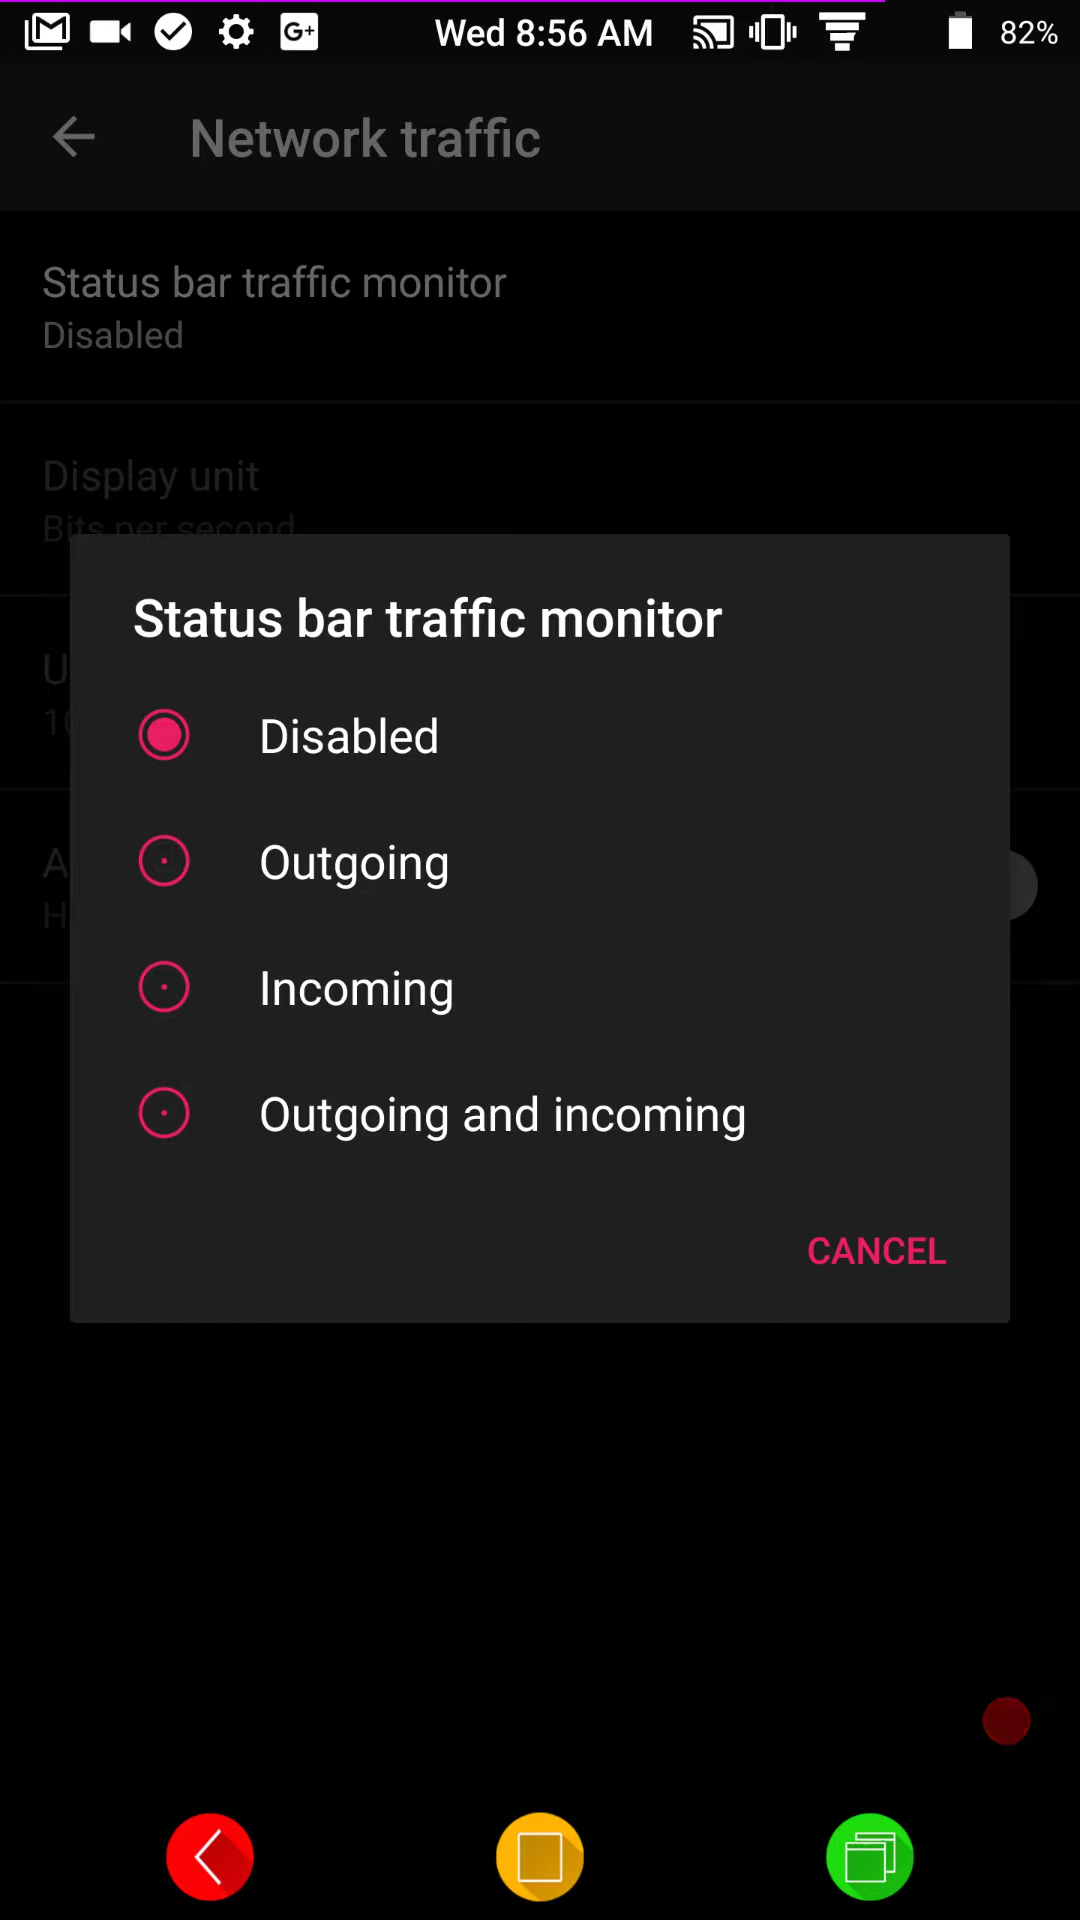 G+ Wed 8:56 AM 82%
Network traffic
Status bar traffic monitor
Disabled
Display unit
Bits per second
Status bar traffic monitor
Disabled
Outgoing
Incoming
Outgoing and incoming
CANCEL